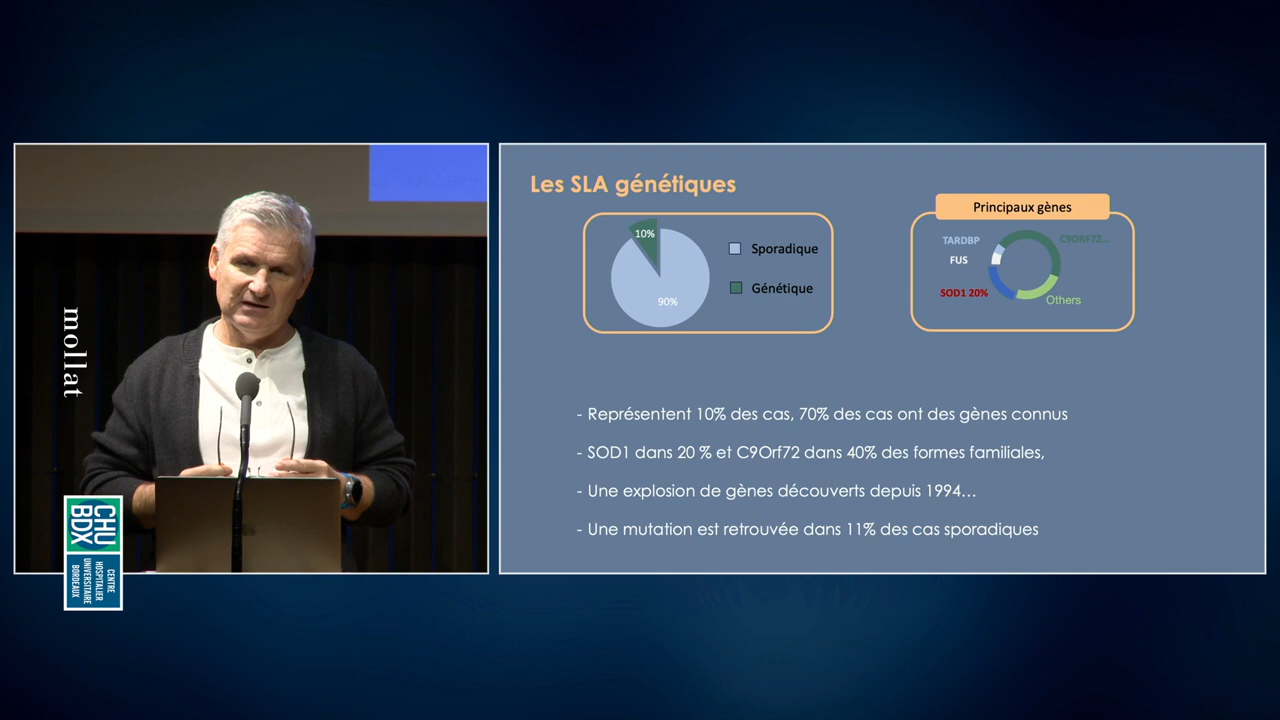 mollat
CHU
BDX
CENTRE
HOSPITALIER
UNIVERSITAIRE
BORDEAUX
Les SLA génétiques
10%
90%
Sporadique
Génétique
Principaux gènes
TARDBP
C9ORF72...
FUS
SOD1 20%
Others
- Représentent 10% des cas, 70% des cas ont des gènes connus
- SOD1 dans 20 % et C9Orf72 dans 40% des formes familiales,
- Une explosion de gènes découverts depuis 1994...
- Une mutation est retrouvée dans 11% des cas sporadiques